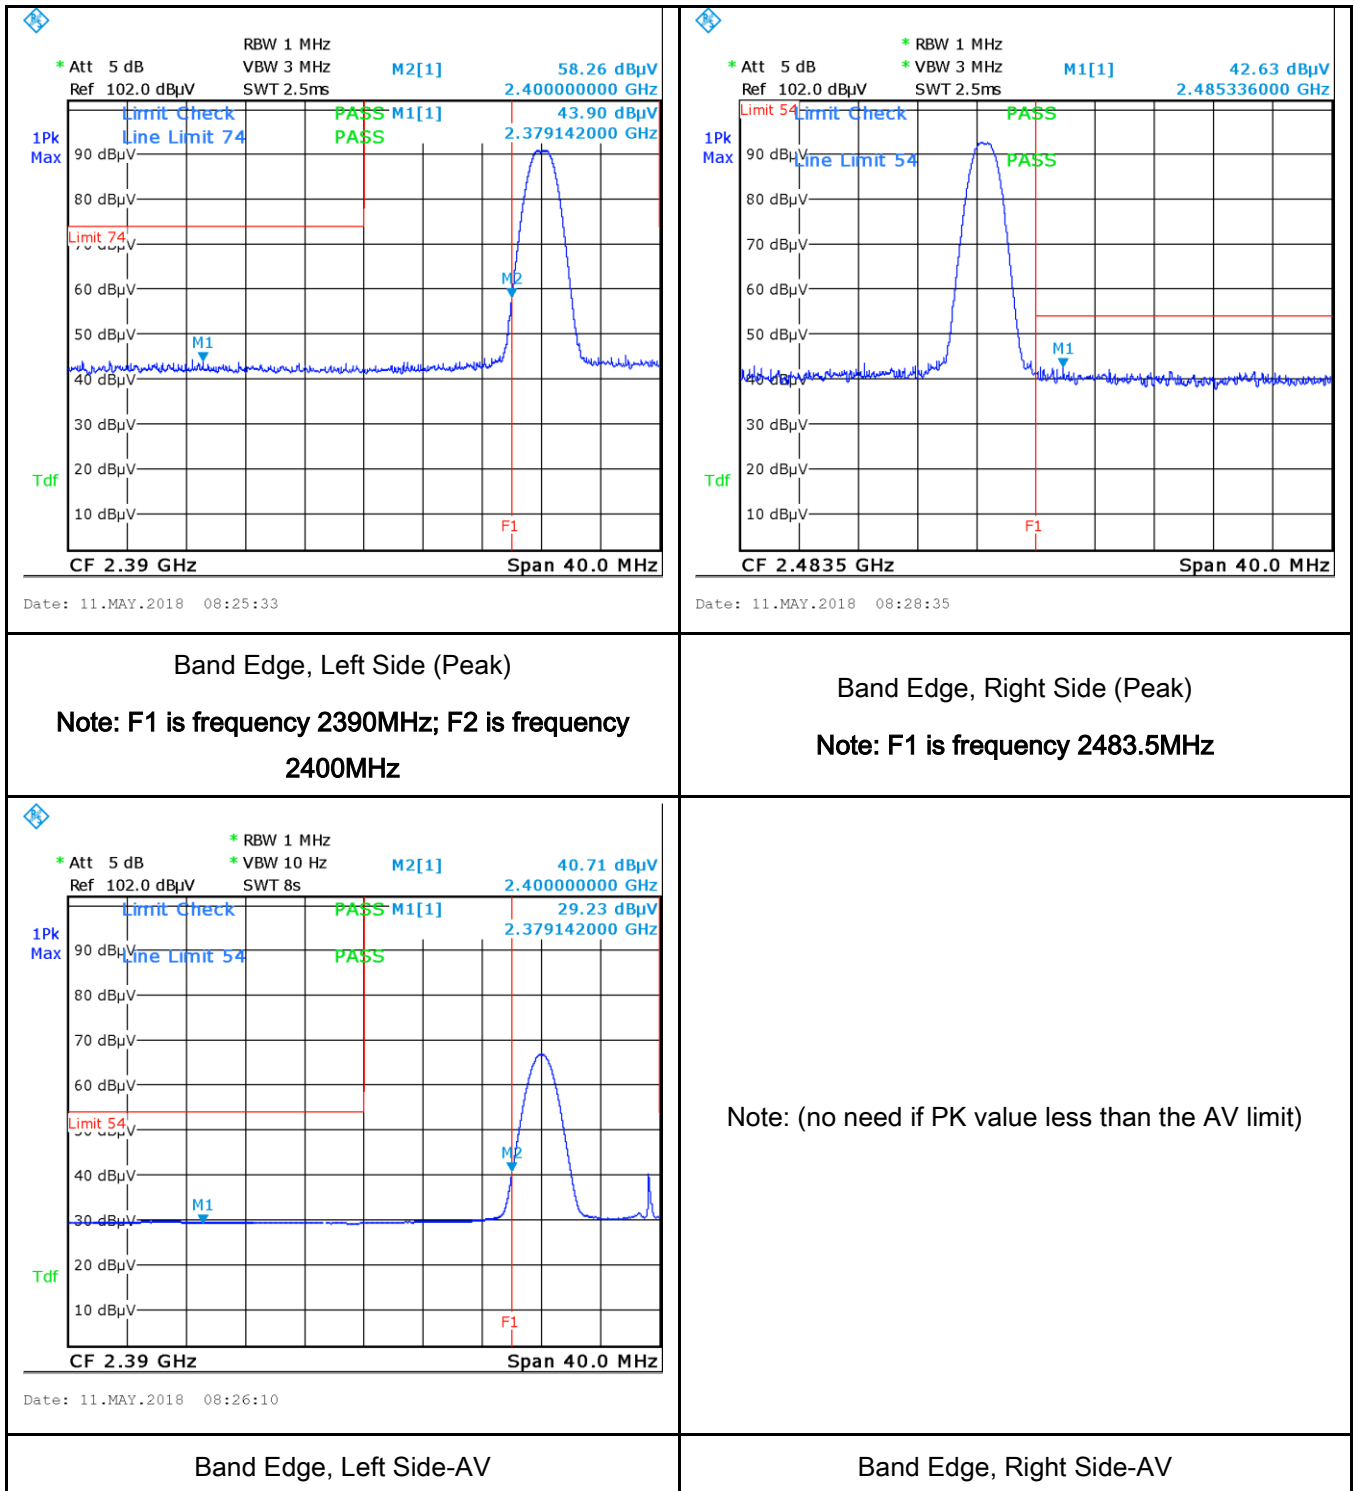 RBW 1 MHz
* Att 5 dB VBW 3 MHz M2[1] 58.26 dBµV
Ref 102.0 dBµV SWT 2.5ms 2.400000000 GHz
Limit Check PASS M1[1] 43.90 dBµV
1Pk Line Limit 74 PASS 2.379142000 GHz
Max 90 dBµV
80 dBµV
Limit 74
70 dBµV
M2
60 dBµV
50 dBµV
M1
40 dBµV
30 dBµV
20 dBµV
Tdf
10 dBµV
F1
CF 2.39 GHz Span 40.0 MHz
Date: 11.MAY.2018 08:25:33
* RBW 1 MHz
* Att 5 dB * VBW 3 MHz M1[1] 42.63 dBµV
Ref 102.0 dBµV SWT 2.5ms 2.485336000 GHz
Limit 54 Limit Check PASS
1Pk
Max 90 dBµV Line Limit 54 PASS
80 dBµV
70 dBµV
60 dBµV
50 dBµV
M1
40 dBµV
30 dBµV
20 dBµV
Tdf
10 dBµV
F1
CF 2.4835 GHz Span 40.0 MHz
Date: 11.MAY.2018 08:28:35
Band Edge, Left Side (Peak)
Note: F1 is frequency 2390MHz; F2 is frequency
2400MHz
Band Edge, Right Side (Peak)
Note: F1 is frequency 2483.5MHz
* RBW 1 MHz
* Att 5 dB * VBW 10 Hz M2[1] 40.71 dBµV
Ref 102.0 dBµV SWT 8s 2.400000000 GHz
Limit Check PASS M1[1] 29.23 dBµV
1Pk 2.379142000 GHz
Max 90 dBµV Line Limit 54 PASS
80 dBµV
70 dBµV
60 dBµV
Limit 54
50 dBµV
M2
40 dBµV
M1
30 dBµV
20 dBµV
Tdf
10 dBµV
F1
CF 2.39 GHz Span 40.0 MHz
Date: 11.MAY.2018 08:26:10
Note: (no need if PK value less than the AV limit)
Band Edge, Left Side-AV
Band Edge, Right Side-AV